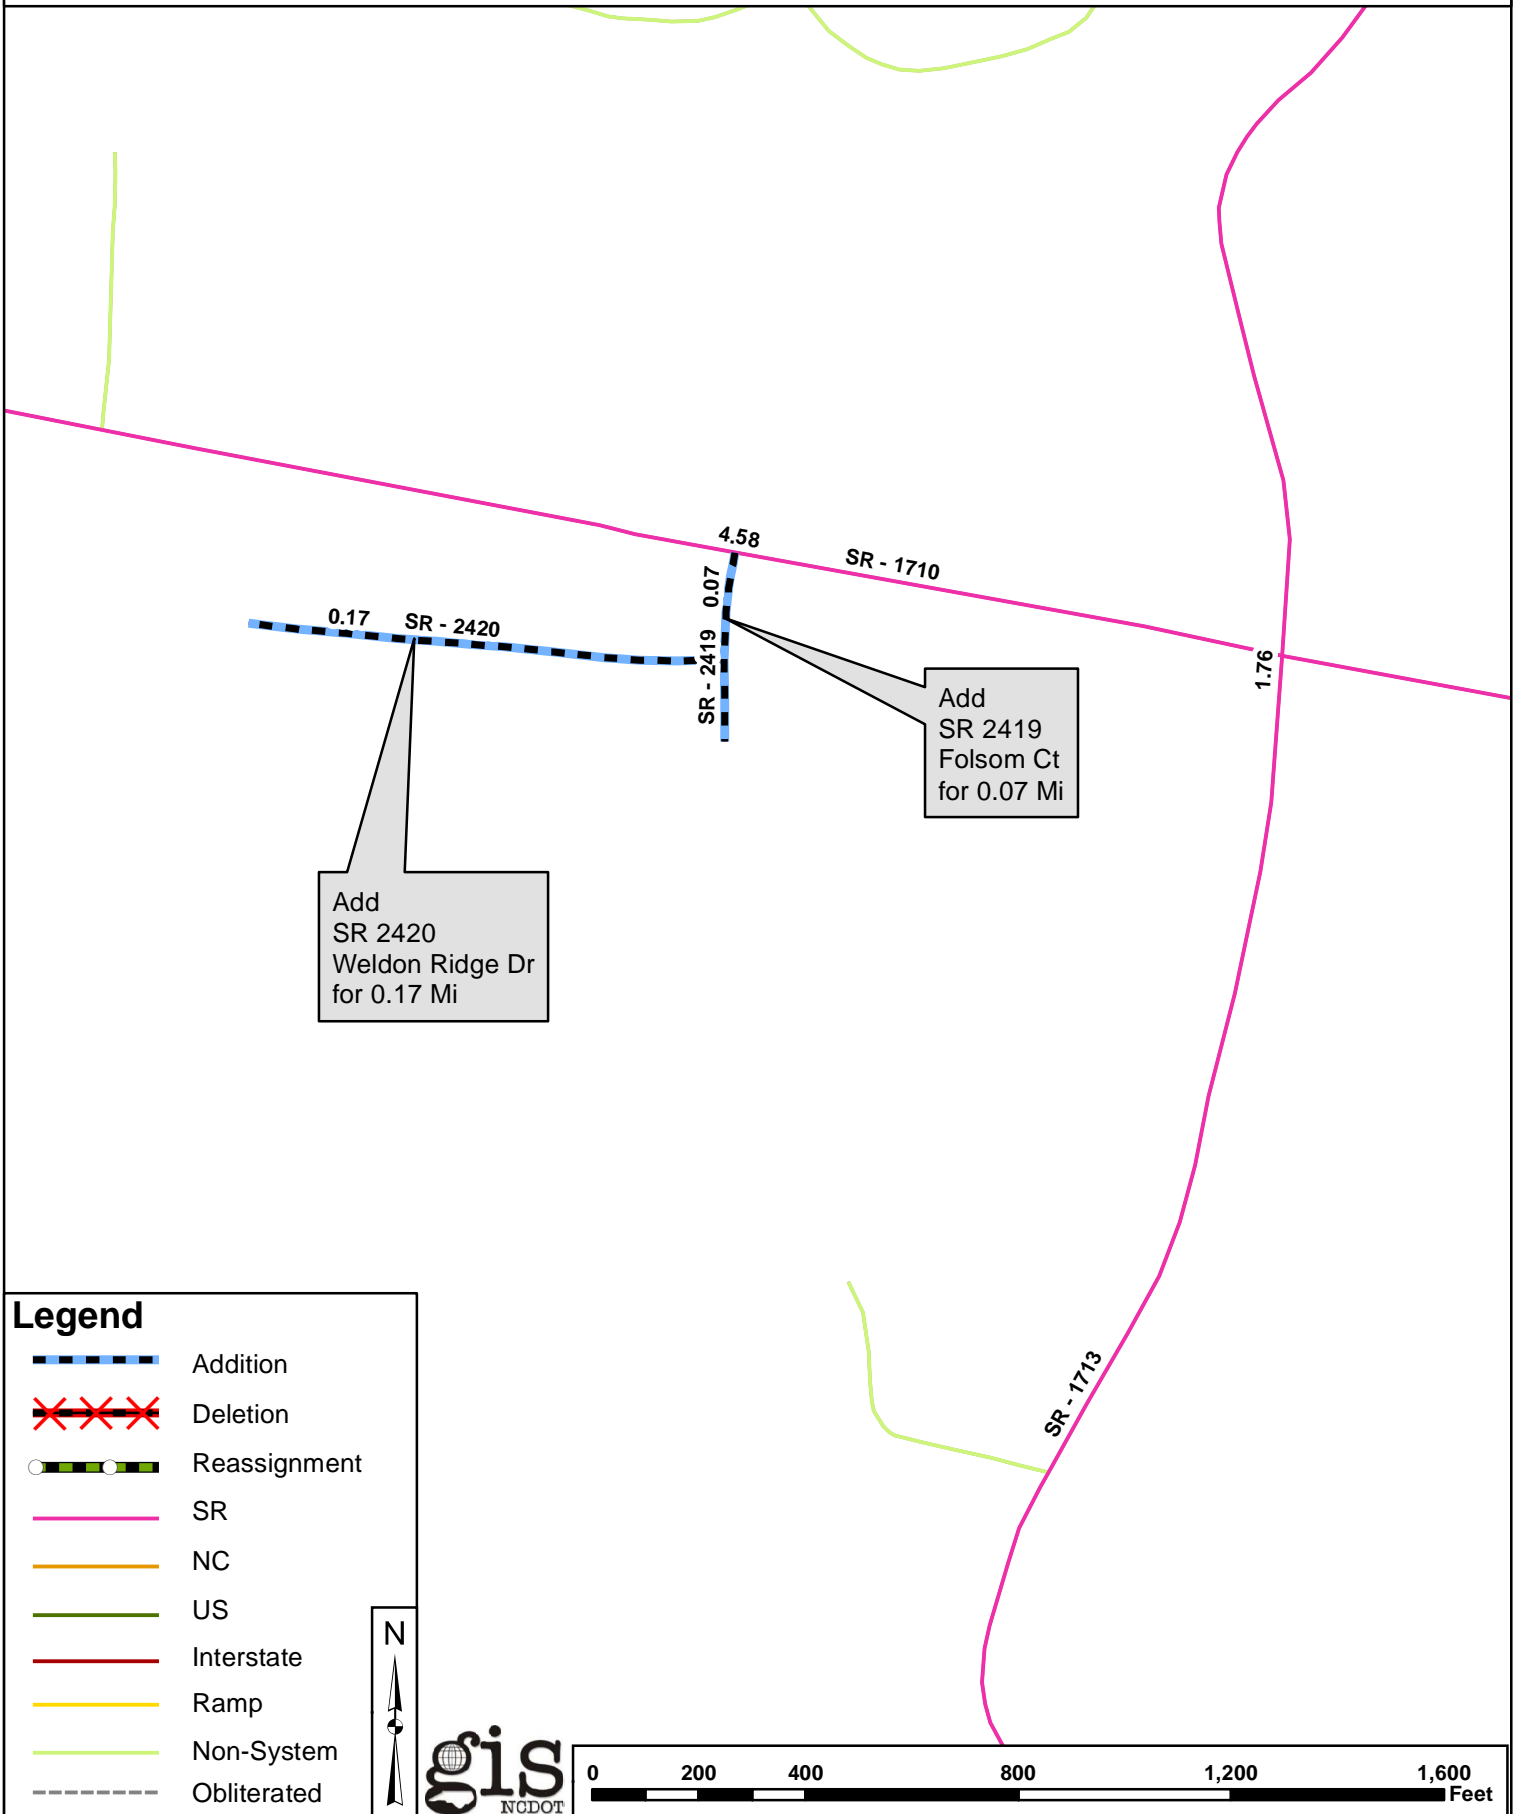 4.58
SR - 1710
0.07
0.17
SR - 2420
SR - 2419
1.76
Add
SR 2419
Folsom Ct
for 0.07 Mi
Add
SR 2420
Weldon Ridge Dr
for 0.17 Mi
SR - 1713
Legend
Addition
Deletion
Reassignment
SR
NC
US
Interstate
Ramp
Non-System
Obliterated
N
gis
NCDOT
0 200 400 800 1,200 1,600
Feet